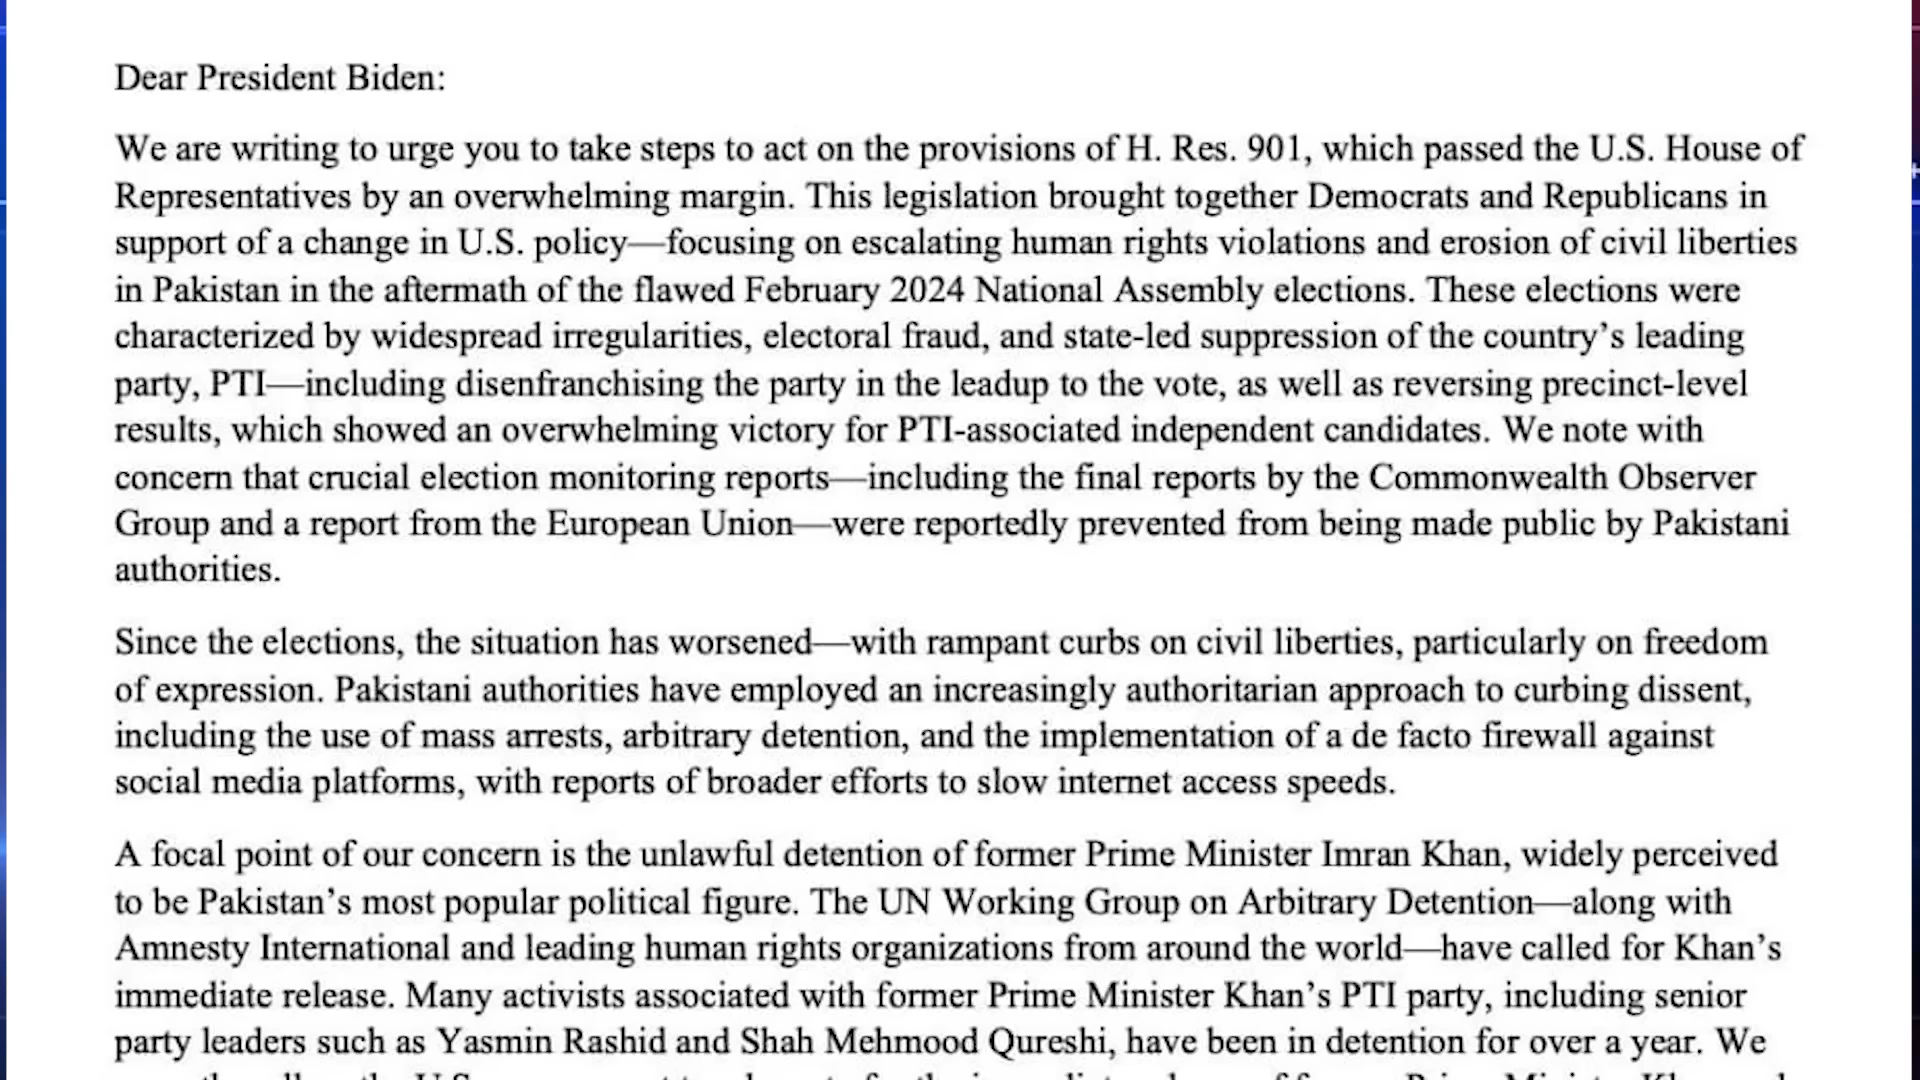 Dear President Biden:
We are writing to urge you to take steps to act on the provisions of H. Res. 901, which passed the U.S. House of
Representatives by an overwhelming margin. This legislation brought together Democrats and Republicans in
support of a change in U.S. policy—focusing on escalating human rights violations and erosion of civil liberties
in Pakistan in the aftermath of the flawed February 2024 National Assembly elections. These elections were
characterized by widespread irregularities, electoral fraud, and state-led suppression of the country’s leading
party, PTI—including disenfranchising the party in the leadup to the vote, as well as reversing precinct-level
results, which showed an overwhelming victory for PTI-associated independent candidates. We note with
concern that crucial election monitoring reports—including the final reports by the Commonwealth Observer
Group and a report from the European Union—were reportedly prevented from being made public by Pakistani
authorities.
Since the elections, the situation has worsened—with rampant curbs on civil liberties, particularly on freedom
of expression. Pakistani authorities have employed an increasingly authoritarian approach to curbing dissent,
including the use of mass arrests, arbitrary detention, and the implementation of a de facto firewall against
social media platforms, with reports of broader efforts to slow internet access speeds.
A focal point of our concern is the unlawful detention of former Prime Minister Imran Khan, widely perceived
to be Pakistan’s most popular political figure. The UN Working Group on Arbitrary Detention—along with
Amnesty International and leading human rights organizations from around the world—have called for Khan’s
immediate release. Many activists associated with former Prime Minister Khan’s PTI party, including senior
party leaders such as Yasmin Rashid and Shah Mehmood Qureshi, have been in detention for over a year. We